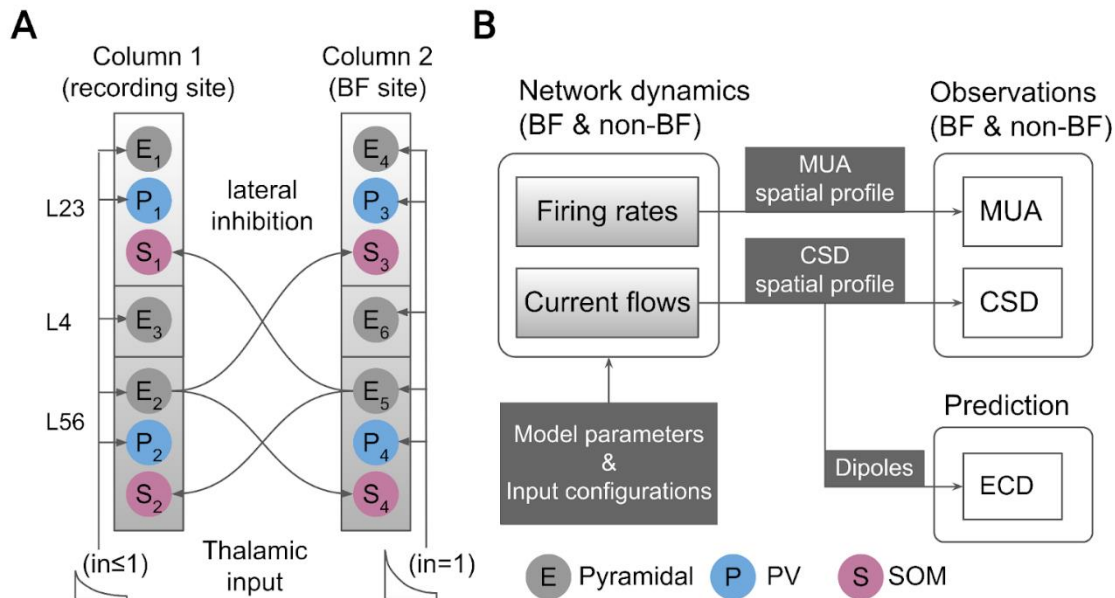 A
Column 1
(recording site)
Column 2
(BF site)
L23
L4
L56
E1
P1
S1
E3
E2
P2
S2
lateral
inhibition
E4
P3
S3
E6
E5
P4
S4
(in≤1)
Thalamic
input
(in=1)
B
Network dynamics
(BF & non-BF)
Firing rates
Current flows
MUA
spatial profile
CSD
spatial profile
Observations
(BF & non-BF)
MUA
CSD
Model parameters
&
Input configurations
Dipoles
Prediction
ECD
E Pyramidal P PV S SOM